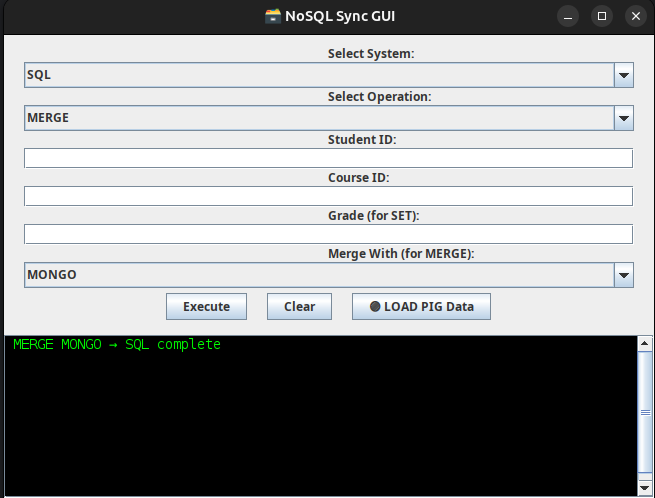 NoSQL Sync GUI
Select System:
SQL
Select Operation:
MERGE
Student ID:
Course ID:
Grade (for SET):
Merge With (for MERGE):
MONGO
Execute Clear LOAD PIG Data
MERGE MONGO → SQL complete